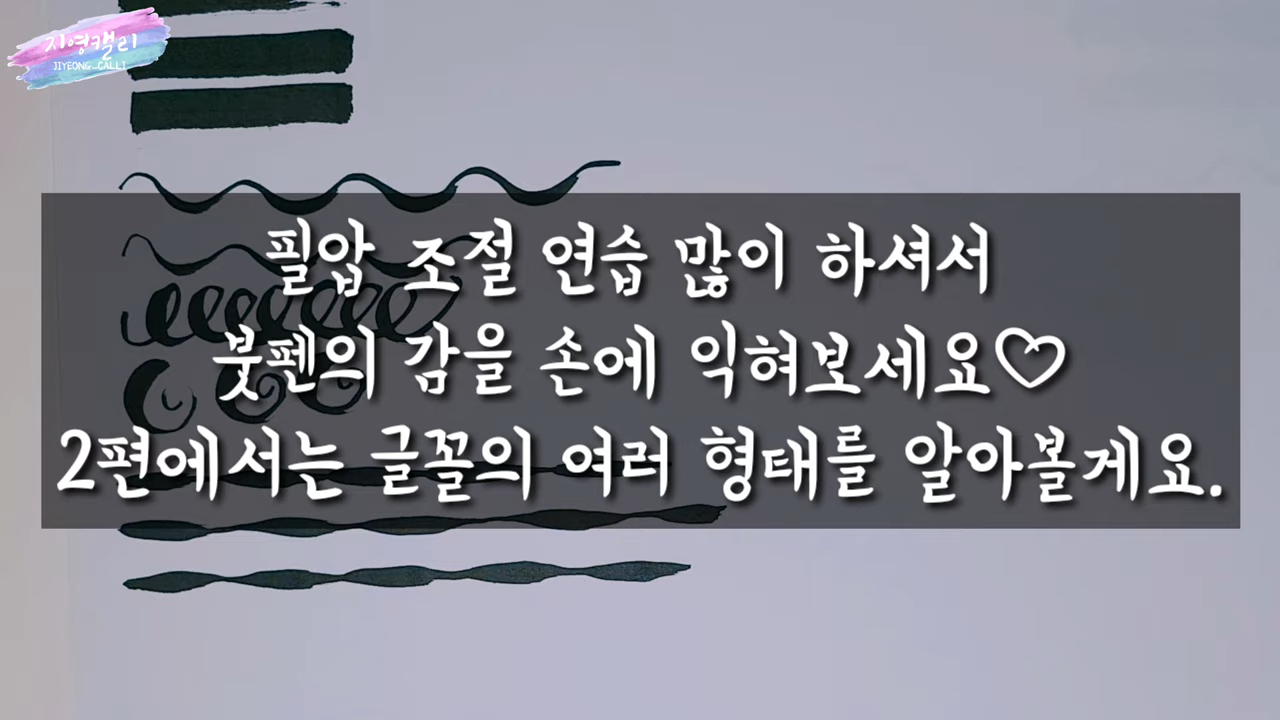 지영캘리
JIYEONG_CALLI
필압 조절 연습 많이 하셔서
붓펜의 감을 손에 익혀보세요♡
2편에서는 글꼴의 여러 형태를 알아볼게요.